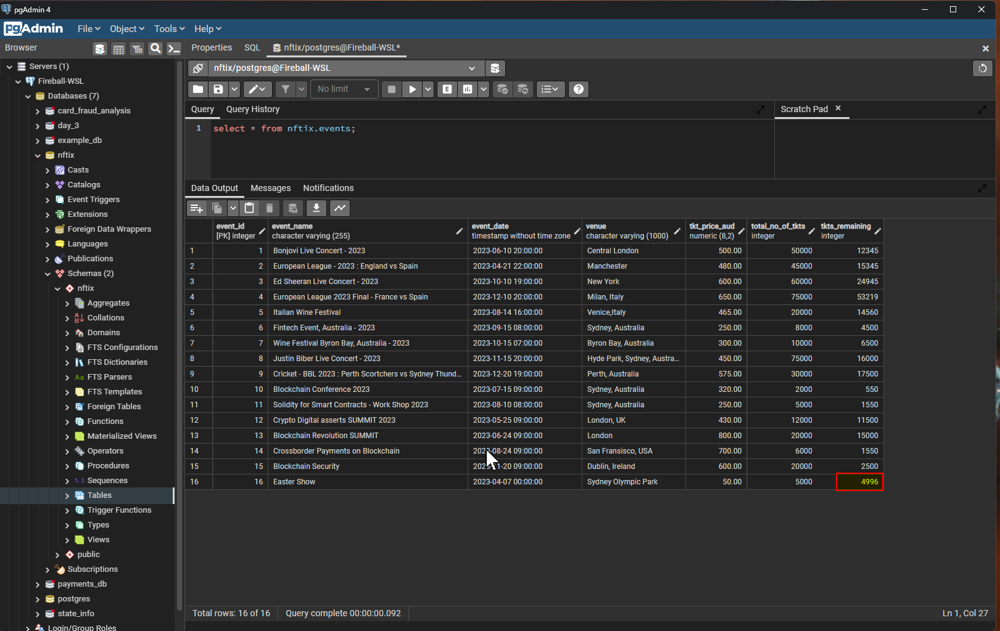 pgAdmin 4
pgAdmin File Object Tools Help
Browser
Properties SQL nftix/postgres@Fireball-WSL*
Servers (1)
Fireball-WSL
Databases (7)
card_fraud_analysis
day_3
example_db
nftix
Casts
Catalogs
Event Triggers
Extensions
Foreign Data Wrappers
Languages
Publications
Schemas (2)
nftix
Aggregates
Collations
Domains
FTS Configurations
FTS Dictionaries
FTS Parsers
FTS Templates
Foreign Tables
Functions
Materialized Views
Operators
Procedures
1..3 Sequences
Tables
Trigger Functions
Types
Views
public
Subscriptions
payments_db
postgres
state_info
Login/Group Roles
nftix/postgres@Fireball-WSL
No limit
Query Query History
Scratch Pad
1 select * from nftix.events;
Data Output Messages Notifications
event_id event_name event_date venue tkt_price_aud total_no_of_tkts tkts_remaining
[PK] integer character varying (255) timestamp without time zone character varying (1000) numeric (8,2) integer integer
1 1 Bonjovi Live Concert - 2023 2023-06-10 20:00:00 Central London 500.00 50000 12345
2 2 European League - 2023 : England vs Spain 2023-04-21 22:00:00 Manchester 480.00 45000 15345
3 3 Ed Sheeran Live Concert - 2023 2023-10-10 19:00:00 New York 600.00 60000 24945
4 4 European League 2023 Final - France vs Spain 2023-12-10 20:00:00 Milan, Italy 650.00 75000 53219
5 5 Italian Wine Festival 2023-08-14 16:00:00 Venice,Italy 465.00 20000 14560
6 6 Fintech Event, Australia - 2023 2023-09-15 08:00:00 Sydney, Australia 250.00 8000 4500
7 7 Wine Festival Byron Bay, Australia - 2023 2023-10-15 07:00:00 Byron Bay, Australia 300.00 10000 6500
8 8 Justin Biber Live Concert - 2023 2023-11-15 20:00:00 Hyde Park, Sydney, Austra... 450.00 75000 16000
9 9 Cricket - BBL 2023 : Perth Scortchers vs Sydney Thund... 2023-12-20 19:00:00 Perth, Australia 575.00 30000 17500
10 10 Blockchain Conference 2023 2023-07-15 09:00:00 Sydney, Australia 320.00 2000 550
11 11 Solidity for Smart Contracts - Work Shop 2023 2023-08-10 08:00:00 Sydney, Australia 250.00 5000 1550
12 12 Crypto Digital asserts SUMMIT 2023 2023-05-25 09:00:00 London, UK 430.00 12000 11500
13 13 Blockchain Revolution SUMMIT 2023-06-24 09:00:00 London 800.00 20000 15000
14 14 Crossborder Payments on Blockchain 2023-08-24 09:00:00 San Fransisco, USA 700.00 6000 1550
15 15 Blockchain Security 2023-11-20 09:00:00 Dublin, Ireland 600.00 20000 2500
16 16 Easter Show 2023-04-07 00:00:00 Sydney Olympic Park 50.00 5000 4996
Total rows: 16 of 16 Query complete 00:00:00.092 Ln 1, Col 27